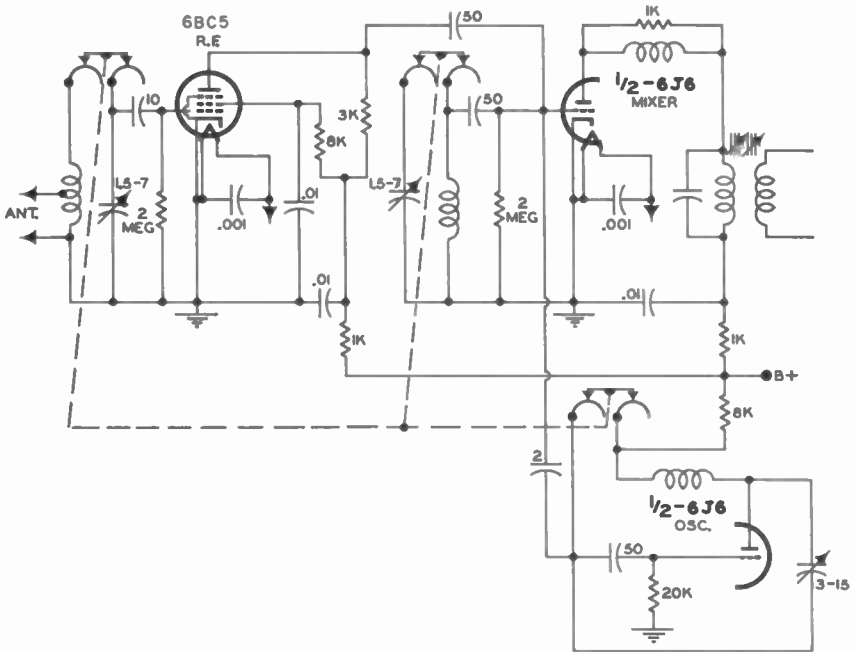 6BC5
R.F.
50
1K
1/2-6J6
MIXER
10
50
3K
8K
1.5-7
1.5-7
ANT.
2
MEG
.001
.01
2
MEG
.001
.01
.01
1K
1K
B+
8K
2
1/2-6J6
OSC.
50
20K
3-15